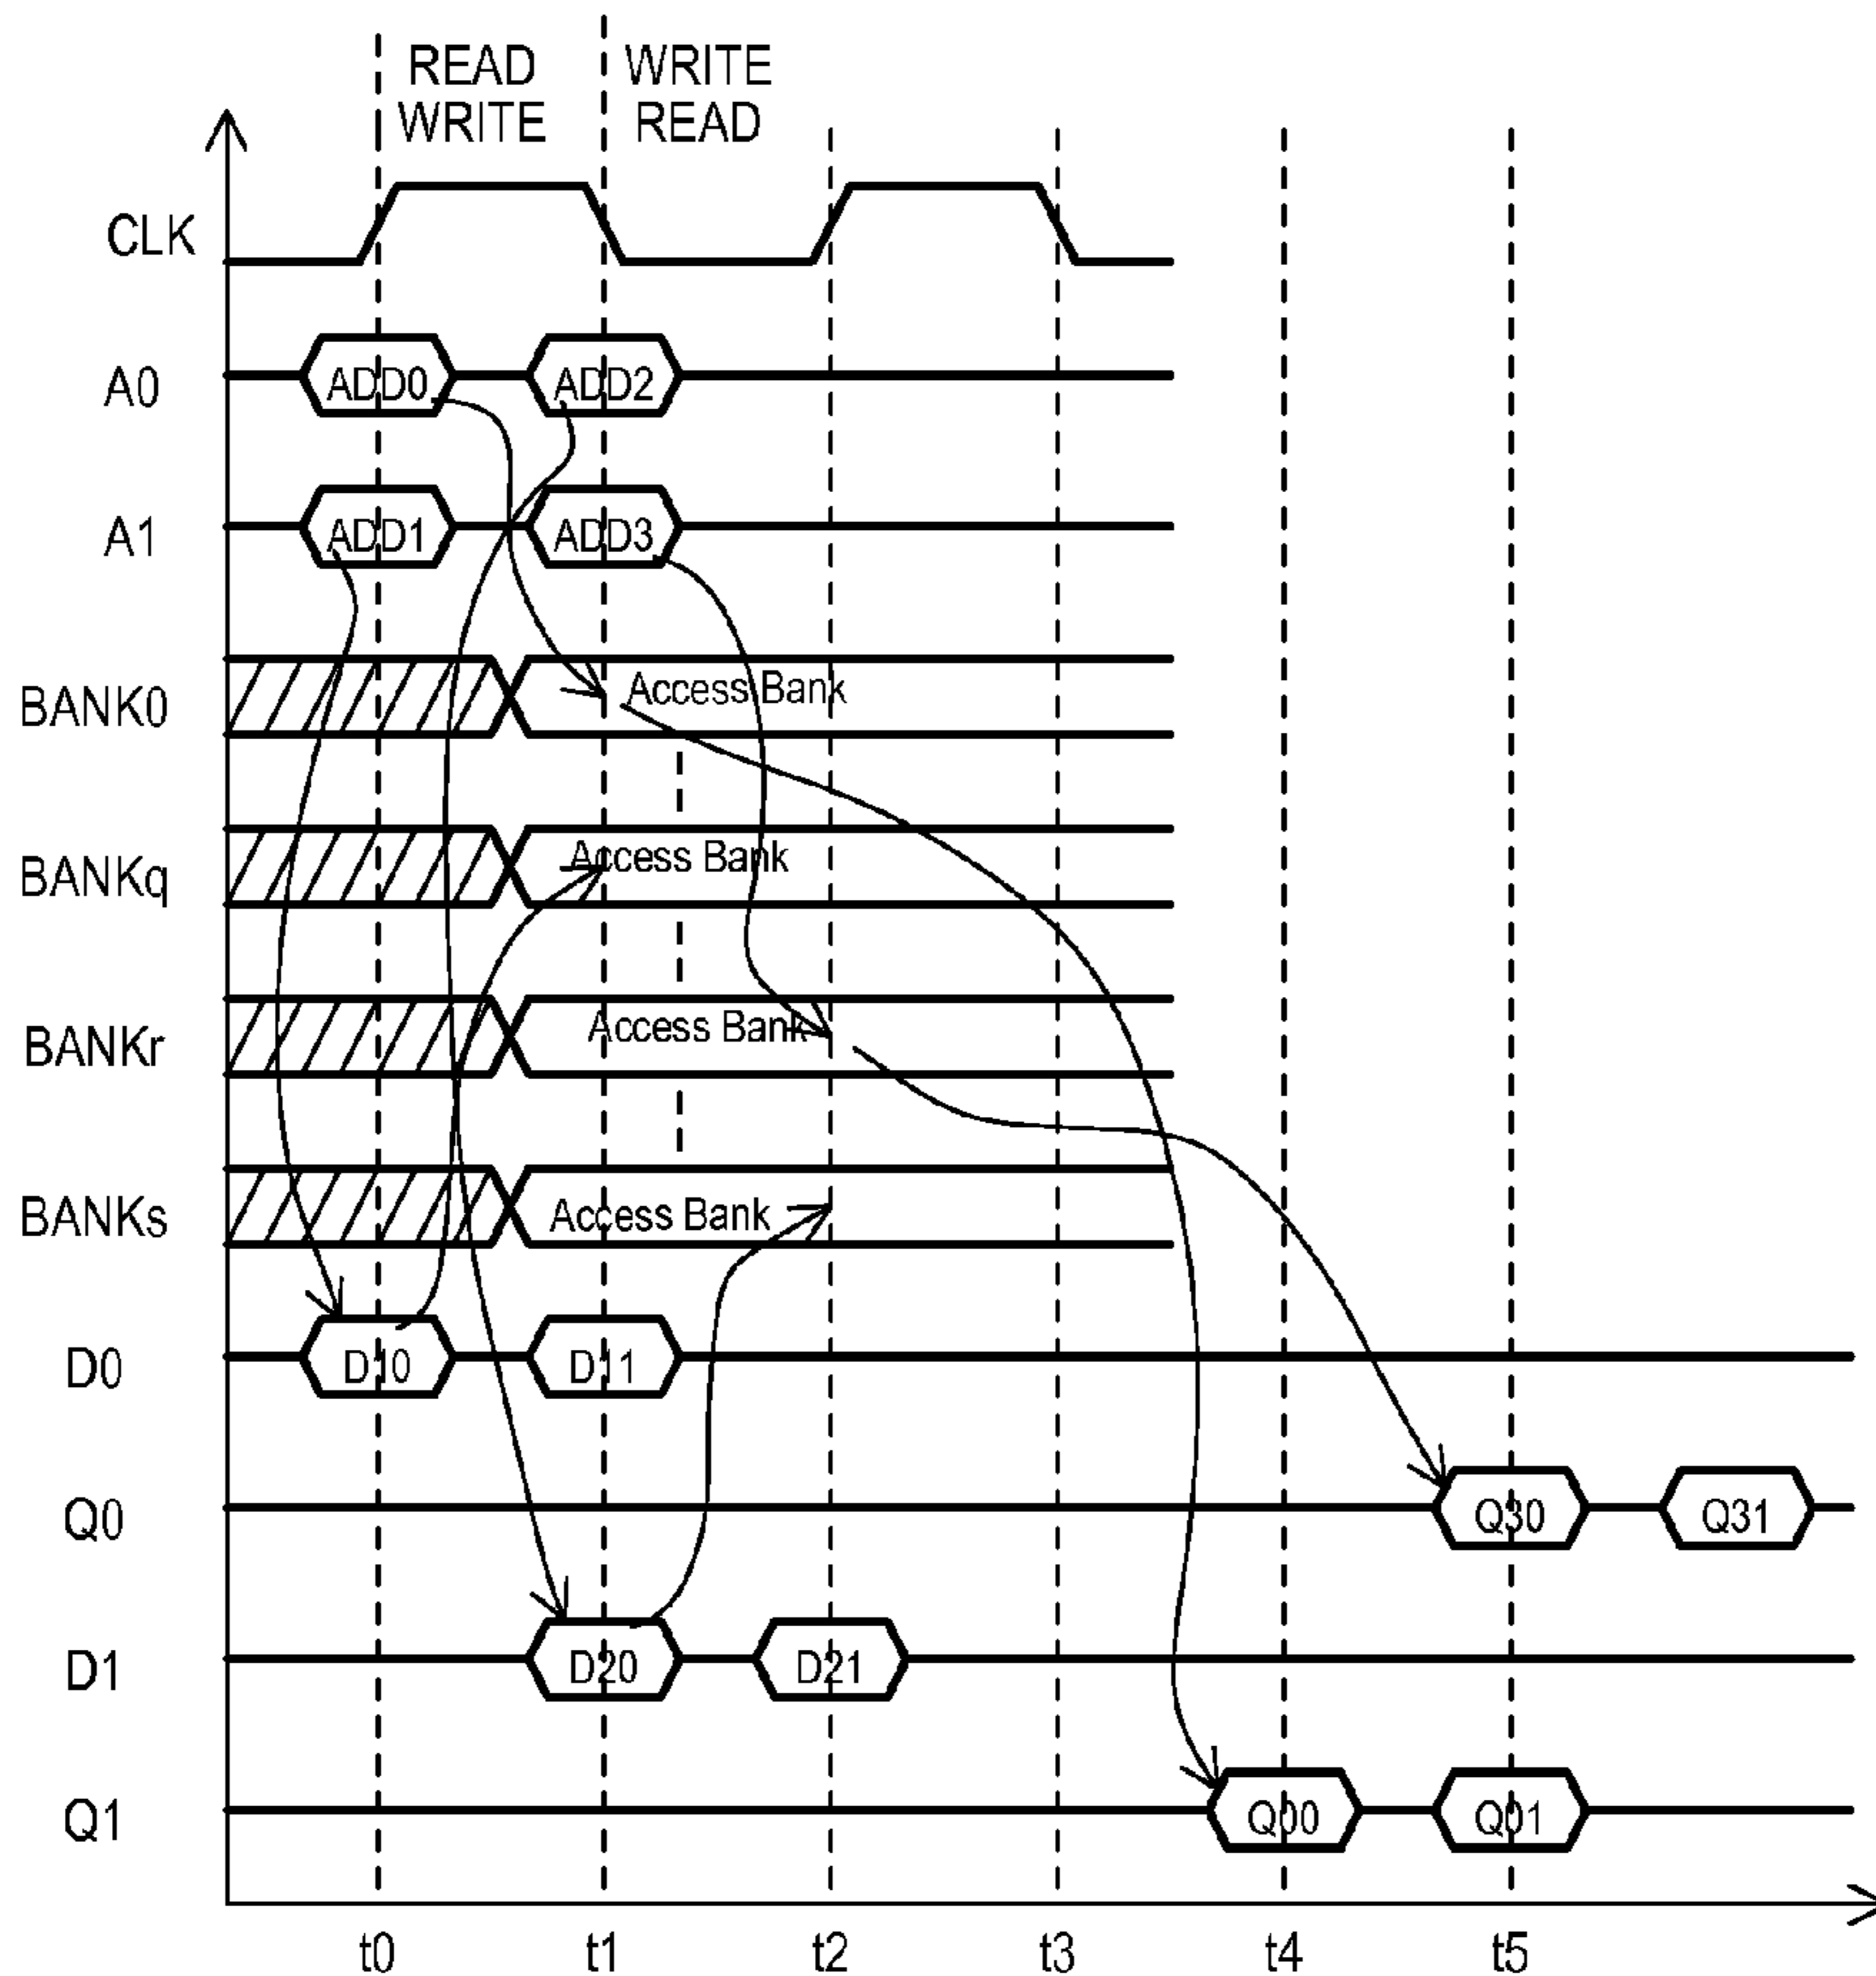 READ WRITE
WRITE READ
CLK
A0 ADD0 ADD2
A1 ADD1 ADD3
BANK0 Access Bank
BANKq Access Bank
BANKr Access Bank
BANKs Access Bank
D0 D10 D11
Q0 Q30 Q31
D1 D20 D21
Q1 Q00 Q01
t0 t1 t2 t3 t4 t5